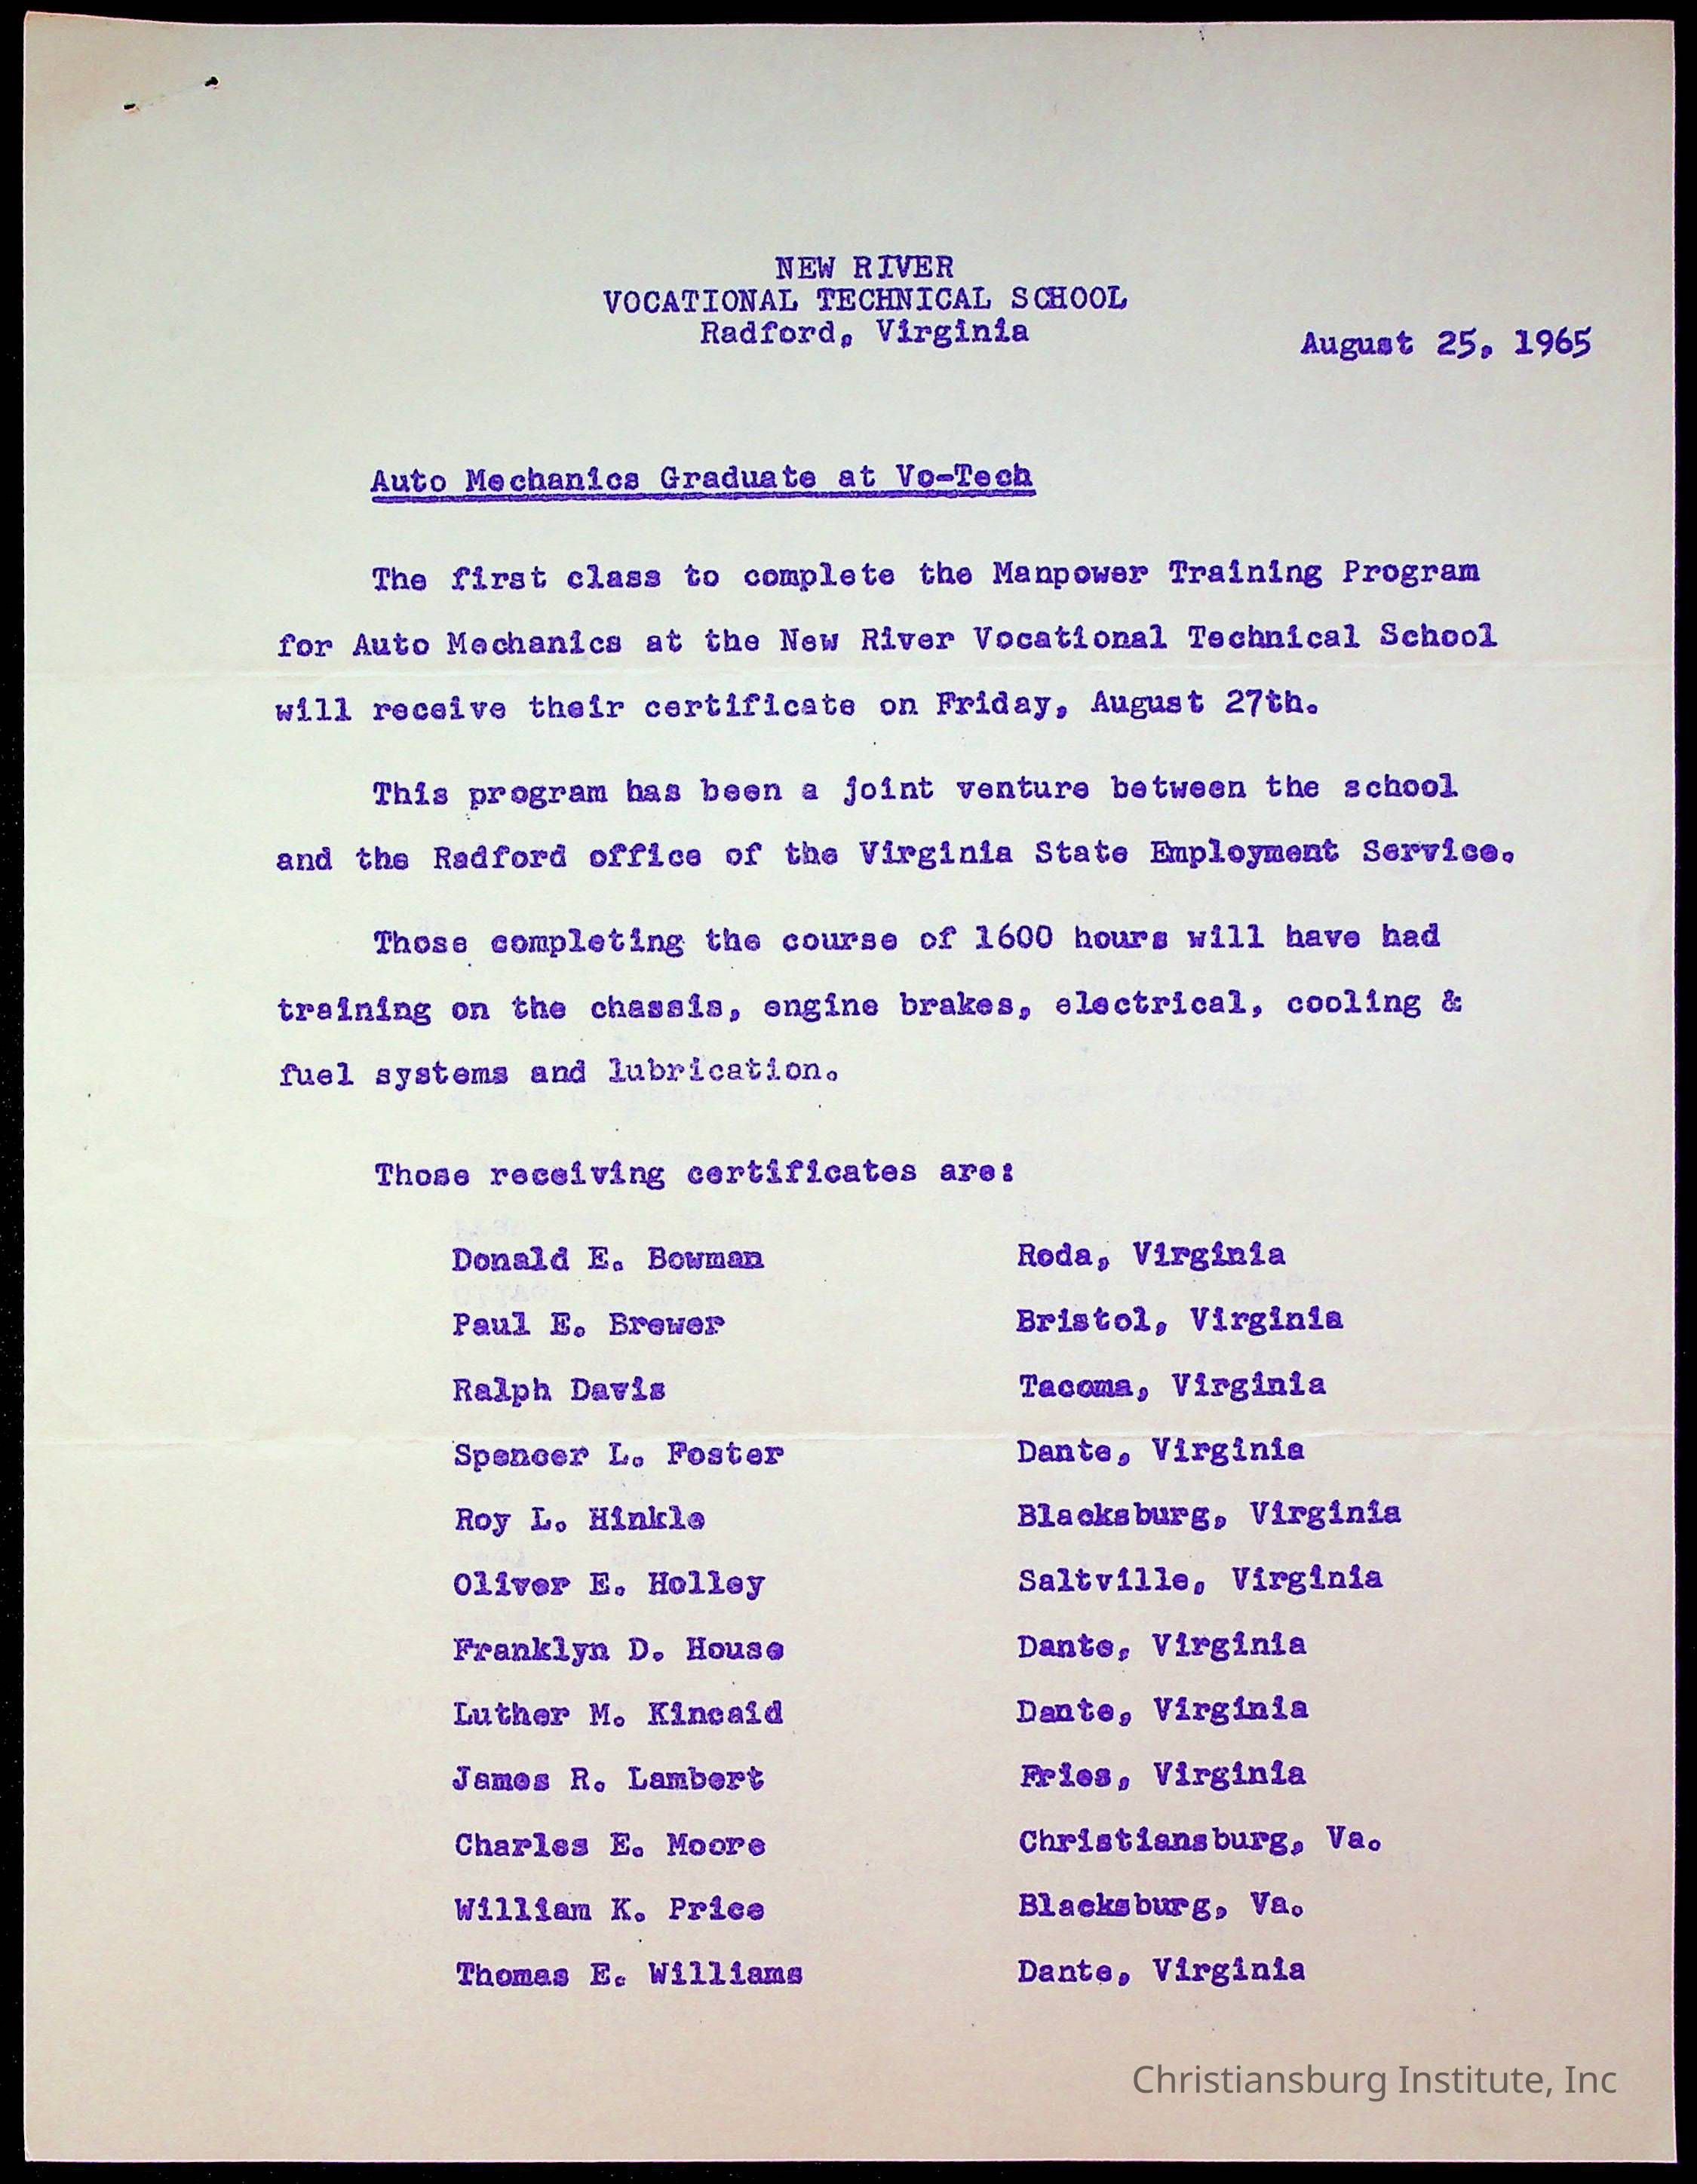 NEW RIVER
VOCATIONAL TECHNICAL SCHOOL
Radford, Virginia
August 25, 1965
Auto Mechanics Graduate at Vo-Tech
The first class to complete the Manpower Training Program
for Auto Mechanics at the New River Vocational Technical School
will receive their certificate on Friday, August 27th.
This program has been a joint venture between the school
and the Radford office of the Virginia State Employment Service.
Those completing the course of 1600 hours will have had
training on the chassis, engine brakes, electrical, cooling &
fuel systems and lubrication.
Those receiving certificates are:
Donald E. Bowman Roda, Virginia
Paul E. Brewer Bristol, Virginia
Ralph Davis Tacoma, Virginia
Spencer L. Foster Dante, Virginia
Roy L. Hinkle Blacksburg, Virginia
Oliver E. Holley Saltville, Virginia
Franklyn D. House Dante, Virginia
Luther M. Kincaid Dante, Virginia
James R. Lambert Fries, Virginia
Charles E. Moore Christiansburg, Va.
William K. Price Blacksburg, Va.
Thomas E. Williams Dante, Virginia
Christiansburg Institute, Inc